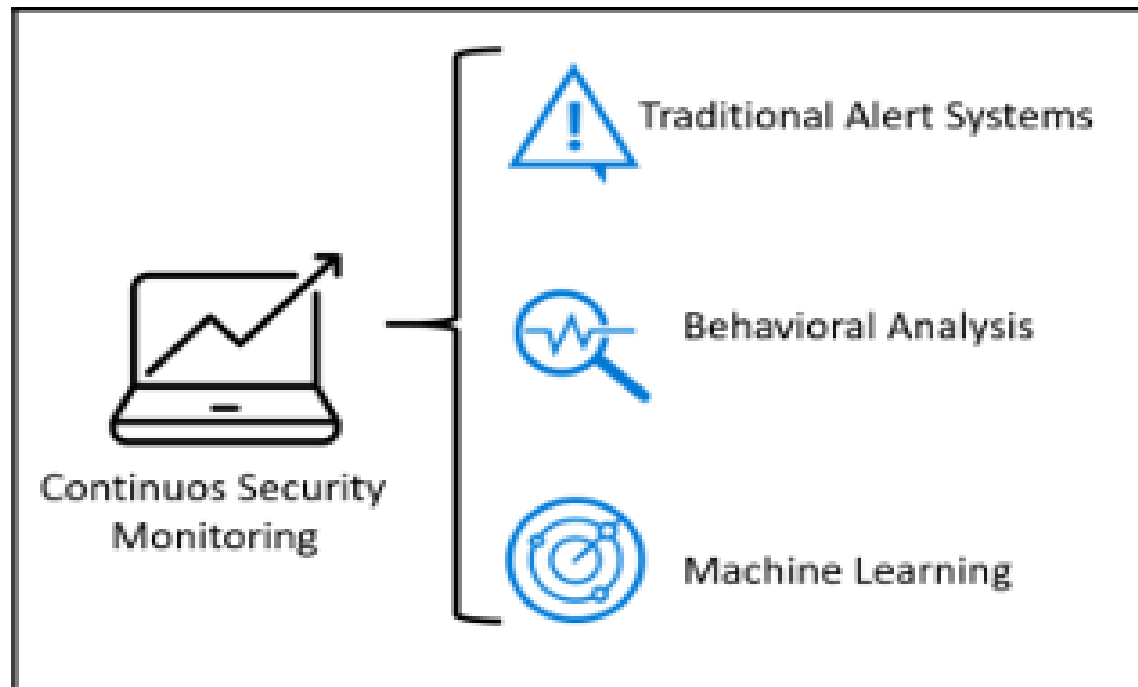 Traditional Alert Systems
Behavioral Analysis
Continuos Security
Monitoring
Machine Learning